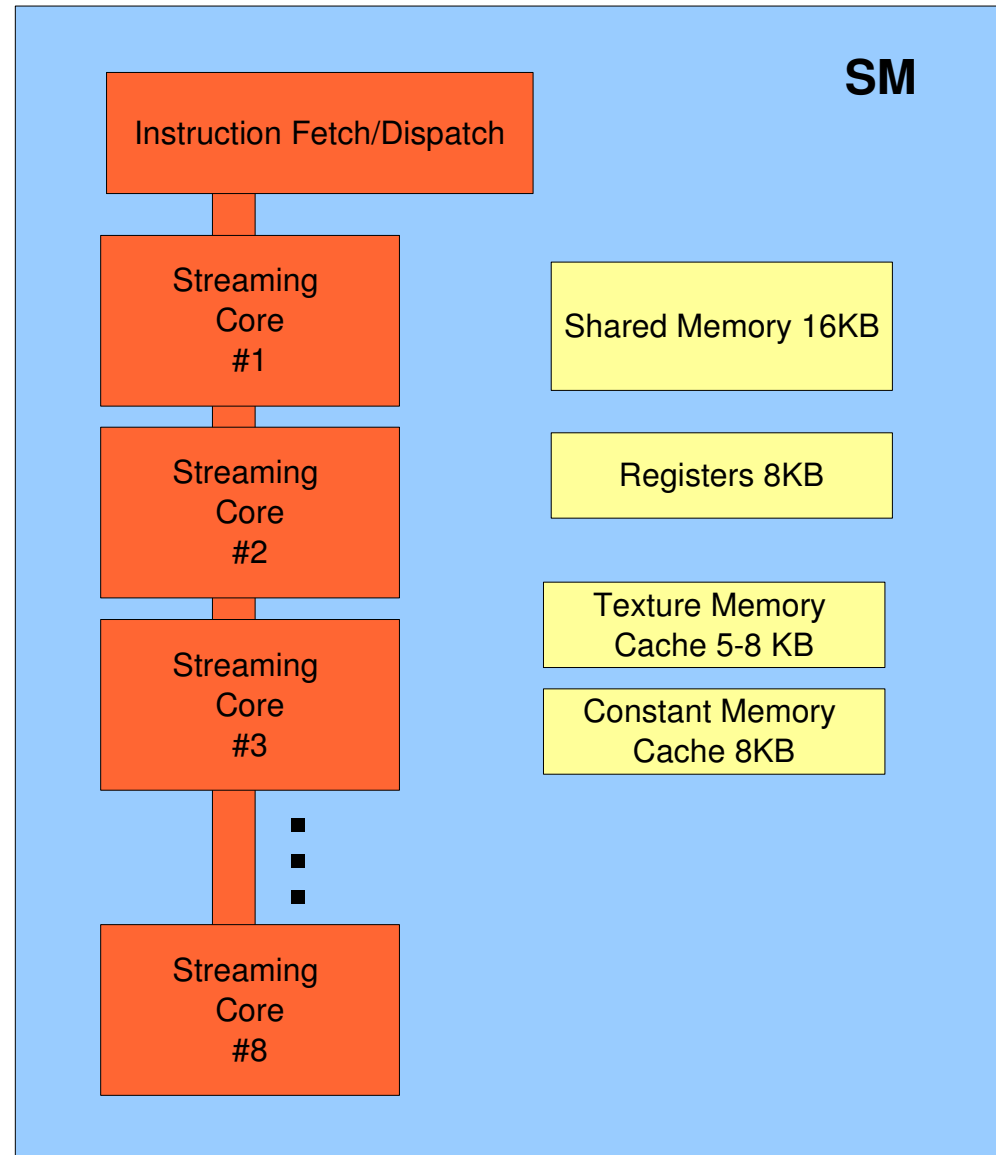 SM
Instruction Fetch/Dispatch
Streaming
Core
#1
Shared Memory 16KB
Streaming
Core
#2
Registers 8KB
Texture Memory
Cache 5-8 KB
Streaming
Core
#3
Constant Memory
Cache 8KB
Streaming
Core
#8